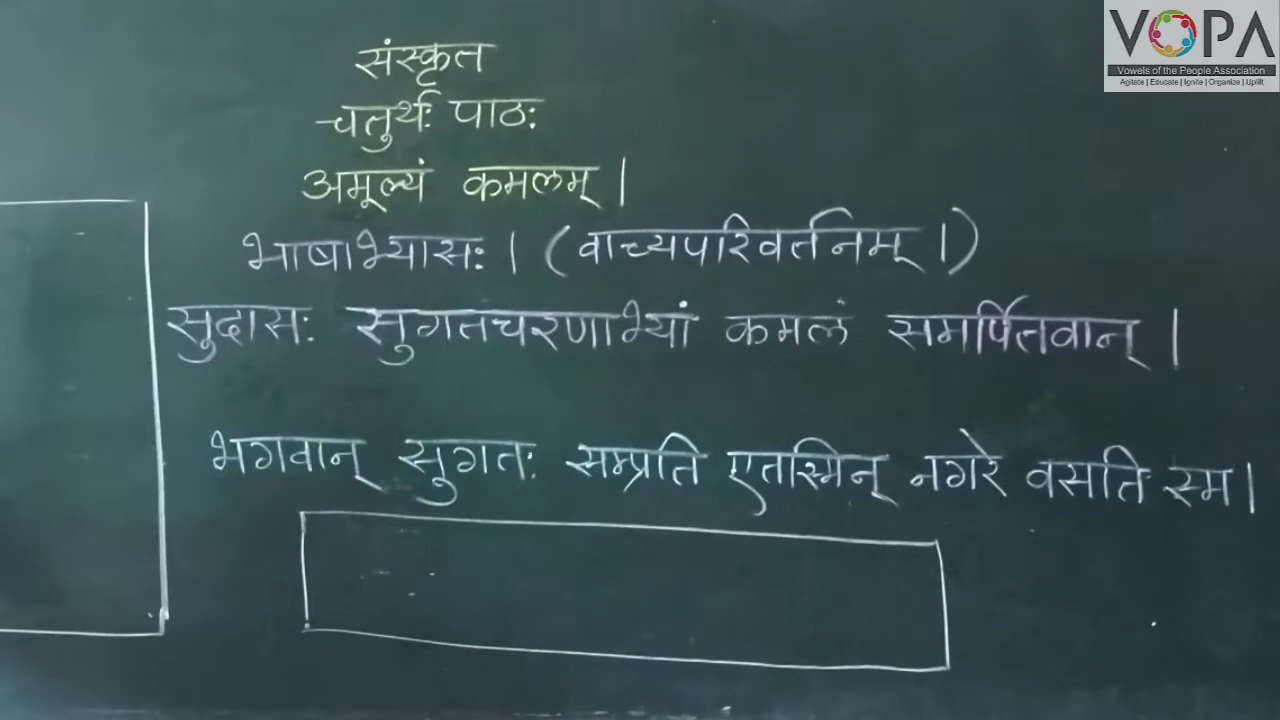 VOPA
Vowels of the People Association
Agitate | Educate | Ignite | Organize | Uplift
संस्कृत
चतुर्थः पाठः
अमूल्यं कमलम् |
भाषाभ्यासः | (वाच्यपरिवर्तनम् |)
सुदासः सुगतचरणाभ्यां कमलं समर्पितवान् |
भगवान् सुगतः सम्प्रति एतस्मिन् नगरे वसति स्म |